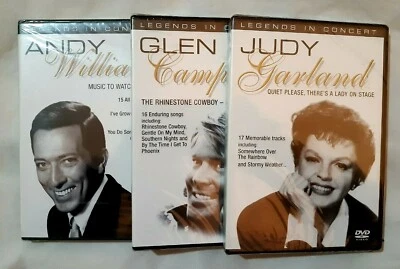 LEGENDS IN CONC
ANDY
Willia
MUSIC TO WATCH
15 All
I've Grow
You Do So
LEGENDS IN CON
GLEN
Camp
THE RHINESTONE COWBOY –
16 Enduring songs
including
Rhinestone Cowboy,
Gentle On My Mind,
Southern Nights and
By the Time I Get To
Phoenix
LEGENDS IN CONCERT
JUDY
Garland
QUIET PLEASE, THERE'S A LADY ON STAGE
17 Memorable tracks
including
Somewhere Over The
Rainbow
and Stormy Weather...
DVD